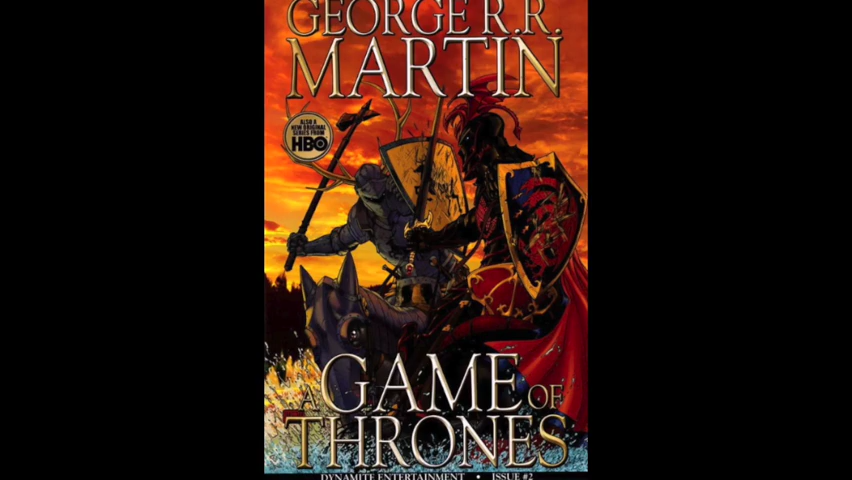 GEORGE R.R.
MARTIN
ALSO A
NEW ORIGINAL
SERIES FROM
HBO
A GAME OF
THRONES
DYNAMITE ENTERTAINMENT • ISSUE #2